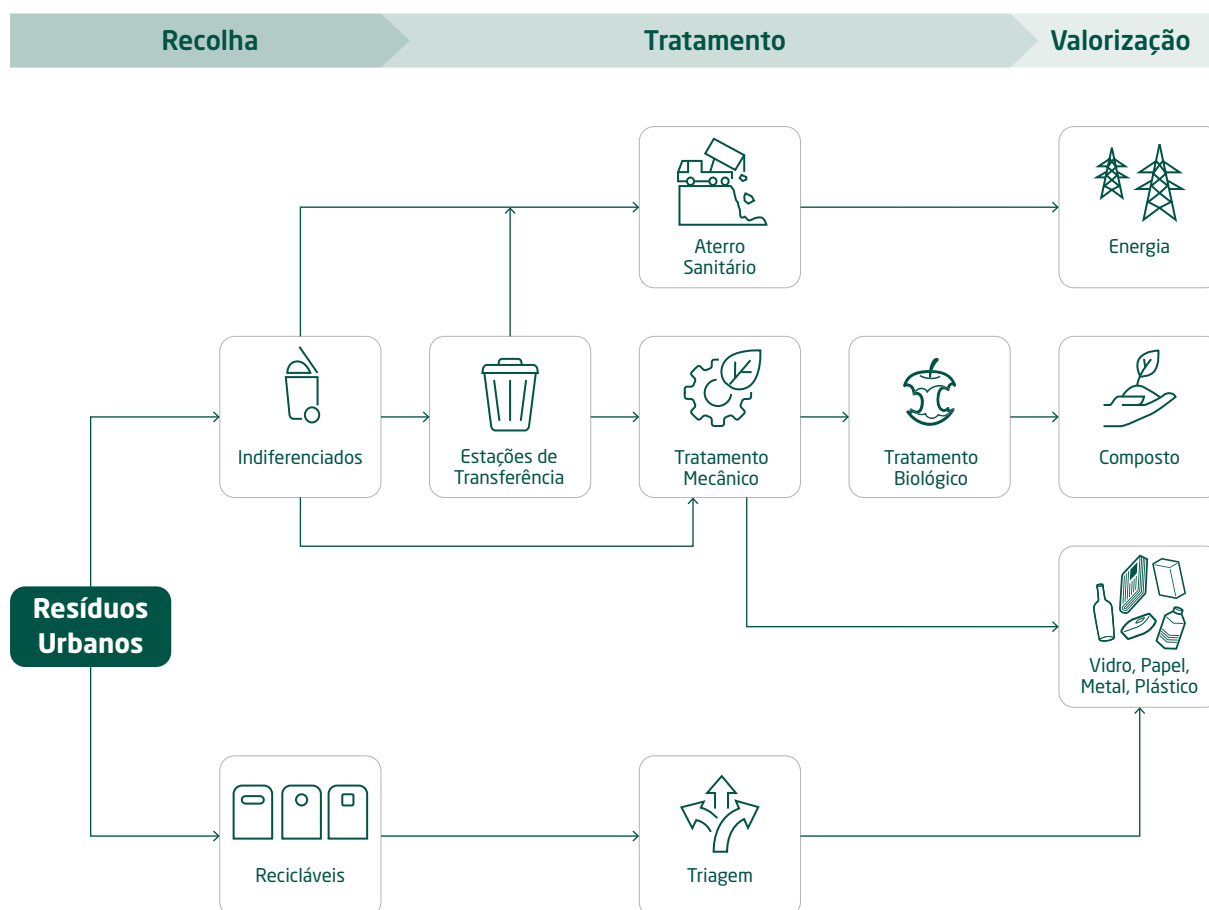 Recolha
Tratamento
Valorização
Aterro
Sanitário
Energia
Indiferenciados
Estações de
Transferência
Tratamento
Mecânico
Tratamento
Biológico
Composto
Resíduos
Urbanos
Vidro, Papel,
Metal, Plástico
Recicláveis
Triagem